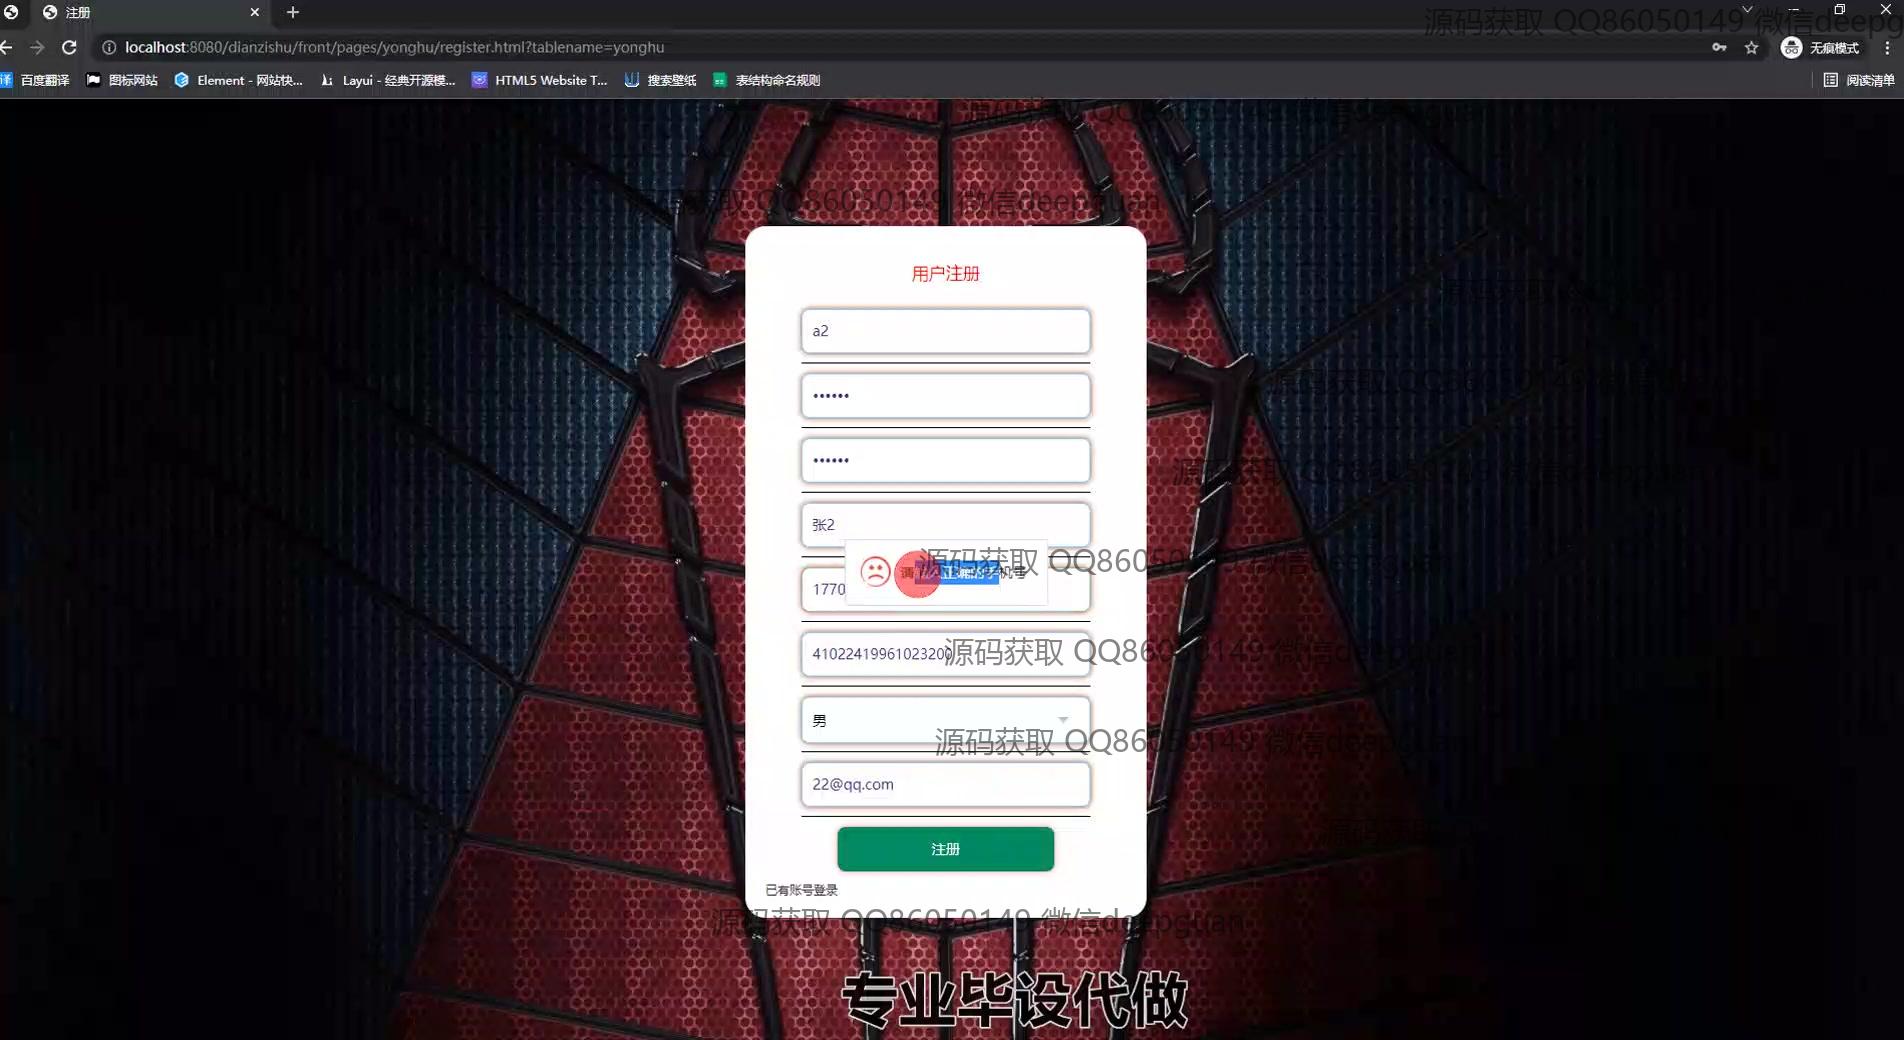 注册
源码获取 QQ86050149 微信deepg
localhost:8080/dianzishu/front/pages/yonghu/register.html?tablename=yonghu
无痕模式
译 百度翻译 图标网站 Element - 网站快... Layui - 经典开源模... HTML5 Website T... 搜索壁纸 表结构命名规则 阅读清单
源码获取 QQ86050149 微信deepguan
用户注册
a2
••••••
••••••
张2
源码获取 QQ86050149 微信deepguan
正确的手机号
1770
源码获取 QQ86050149 微信deepguan
41022419961023200
男
源码获取 QQ86050149 微信deepguan
22@qq.com
注册
已有账号登录
源码获取 QQ86050149 微信deepguan
专业毕设代做